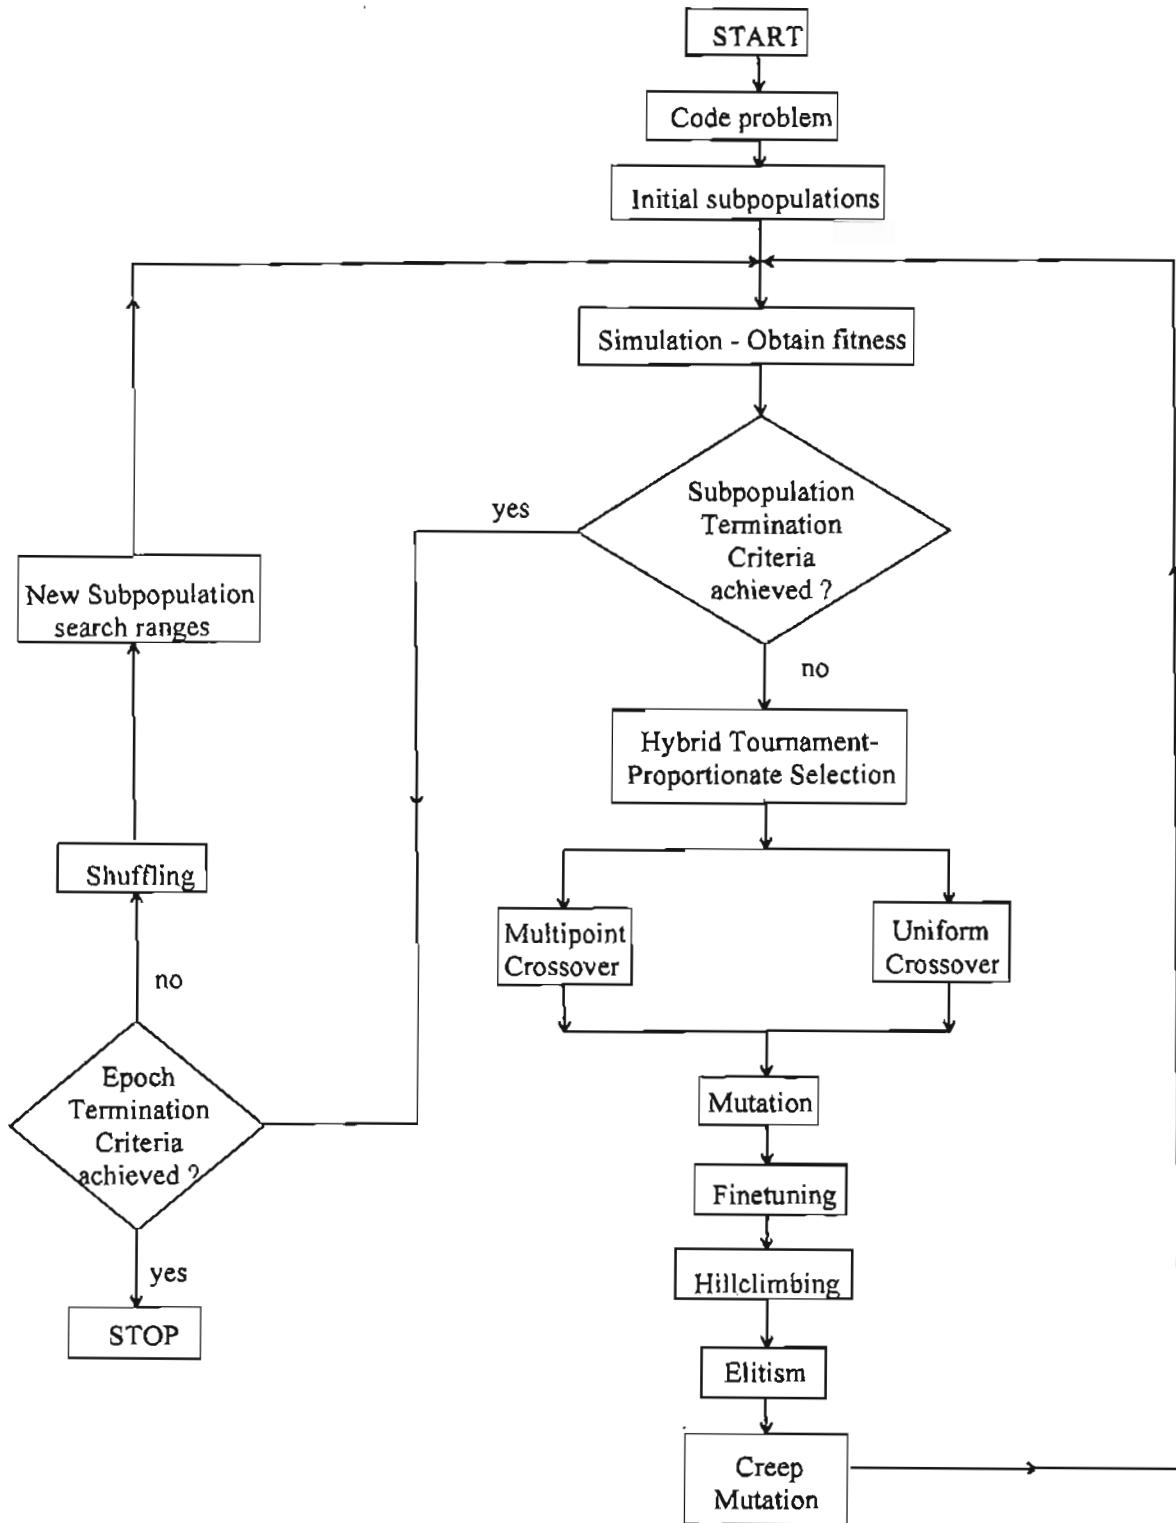 START
Code problem
Initial subpopulations
Simulation - Obtain fitness
Subpopulation
Termination
Criteria
achieved ?
yes
no
New Subpopulation
search ranges
Hybrid Tournament-
Proportionate Selection
Shuffling
Multipoint
Crossover
Uniform
Crossover
no
Epoch
Termination
Criteria
achieved ?
yes
STOP
Mutation
Finetuning
Hillclimbing
Elitism
Creep
Mutation